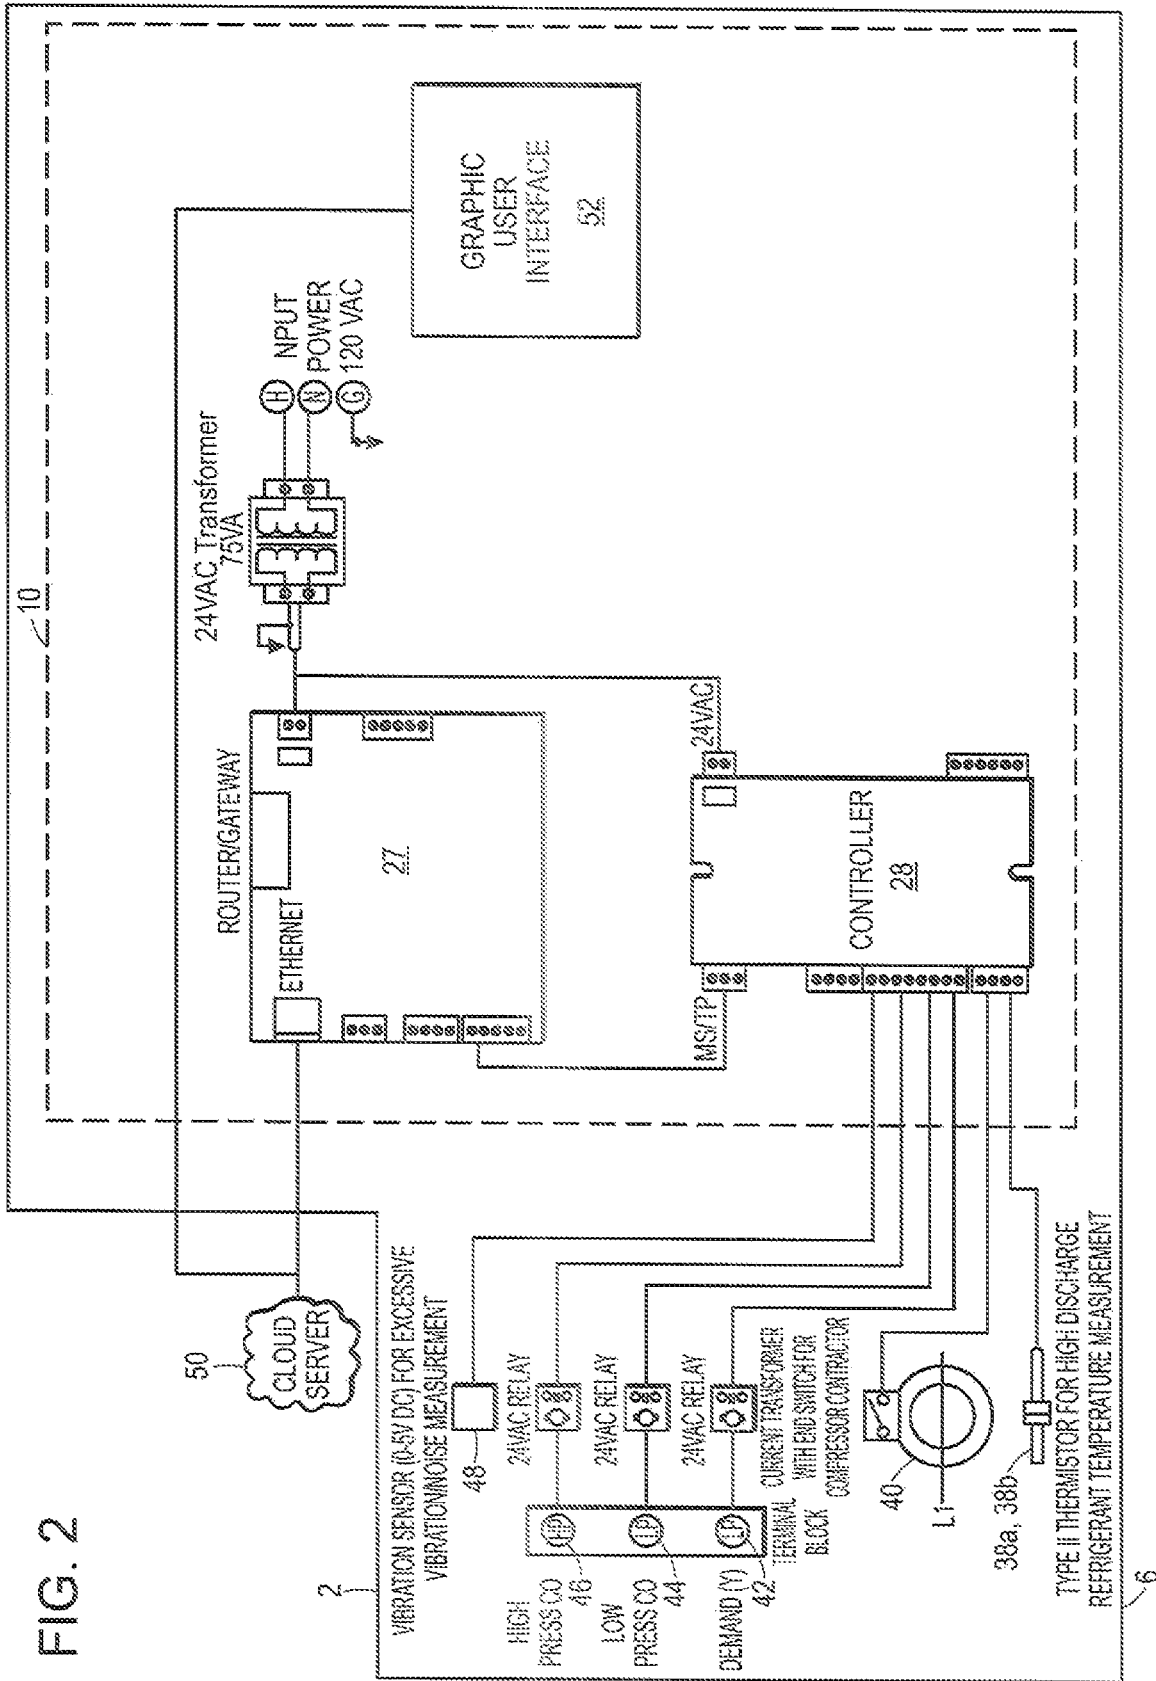 FIG. 2
10
2
6
50
CLOUD
SERVER
ROUTER/GATEWAY
ETHERNET
27
24VAC Transformer
75VA
H
N
G
NPUT
POWER
120 VAC
GRAPHIC
USER
INTERFACE
52
MS/TP
24VAC
CONTROLLER
28
VIBRATION SENSOR (0-5V DC) FOR EXCESSIVE
VIBRATION/NOISE MEASUREMENT
48
24VAC RELAY
24VAC RELAY
24VAC RELAY
HIGH
PRESS CO
46
HP
LOW
PRESS CO
44
LP
DEMAND (Y)
42
LP
TERMINAL
BLOCK
CURRENT TRANSFORMER
WITH END SWITCH FOR
COMPRESSOR CONTRACTOR
40
L1
38a, 38b
TYPE II THERMISTOR FOR HIGH DISCHARGE
REFRIGERANT TEMPERATURE MEASUREMENT